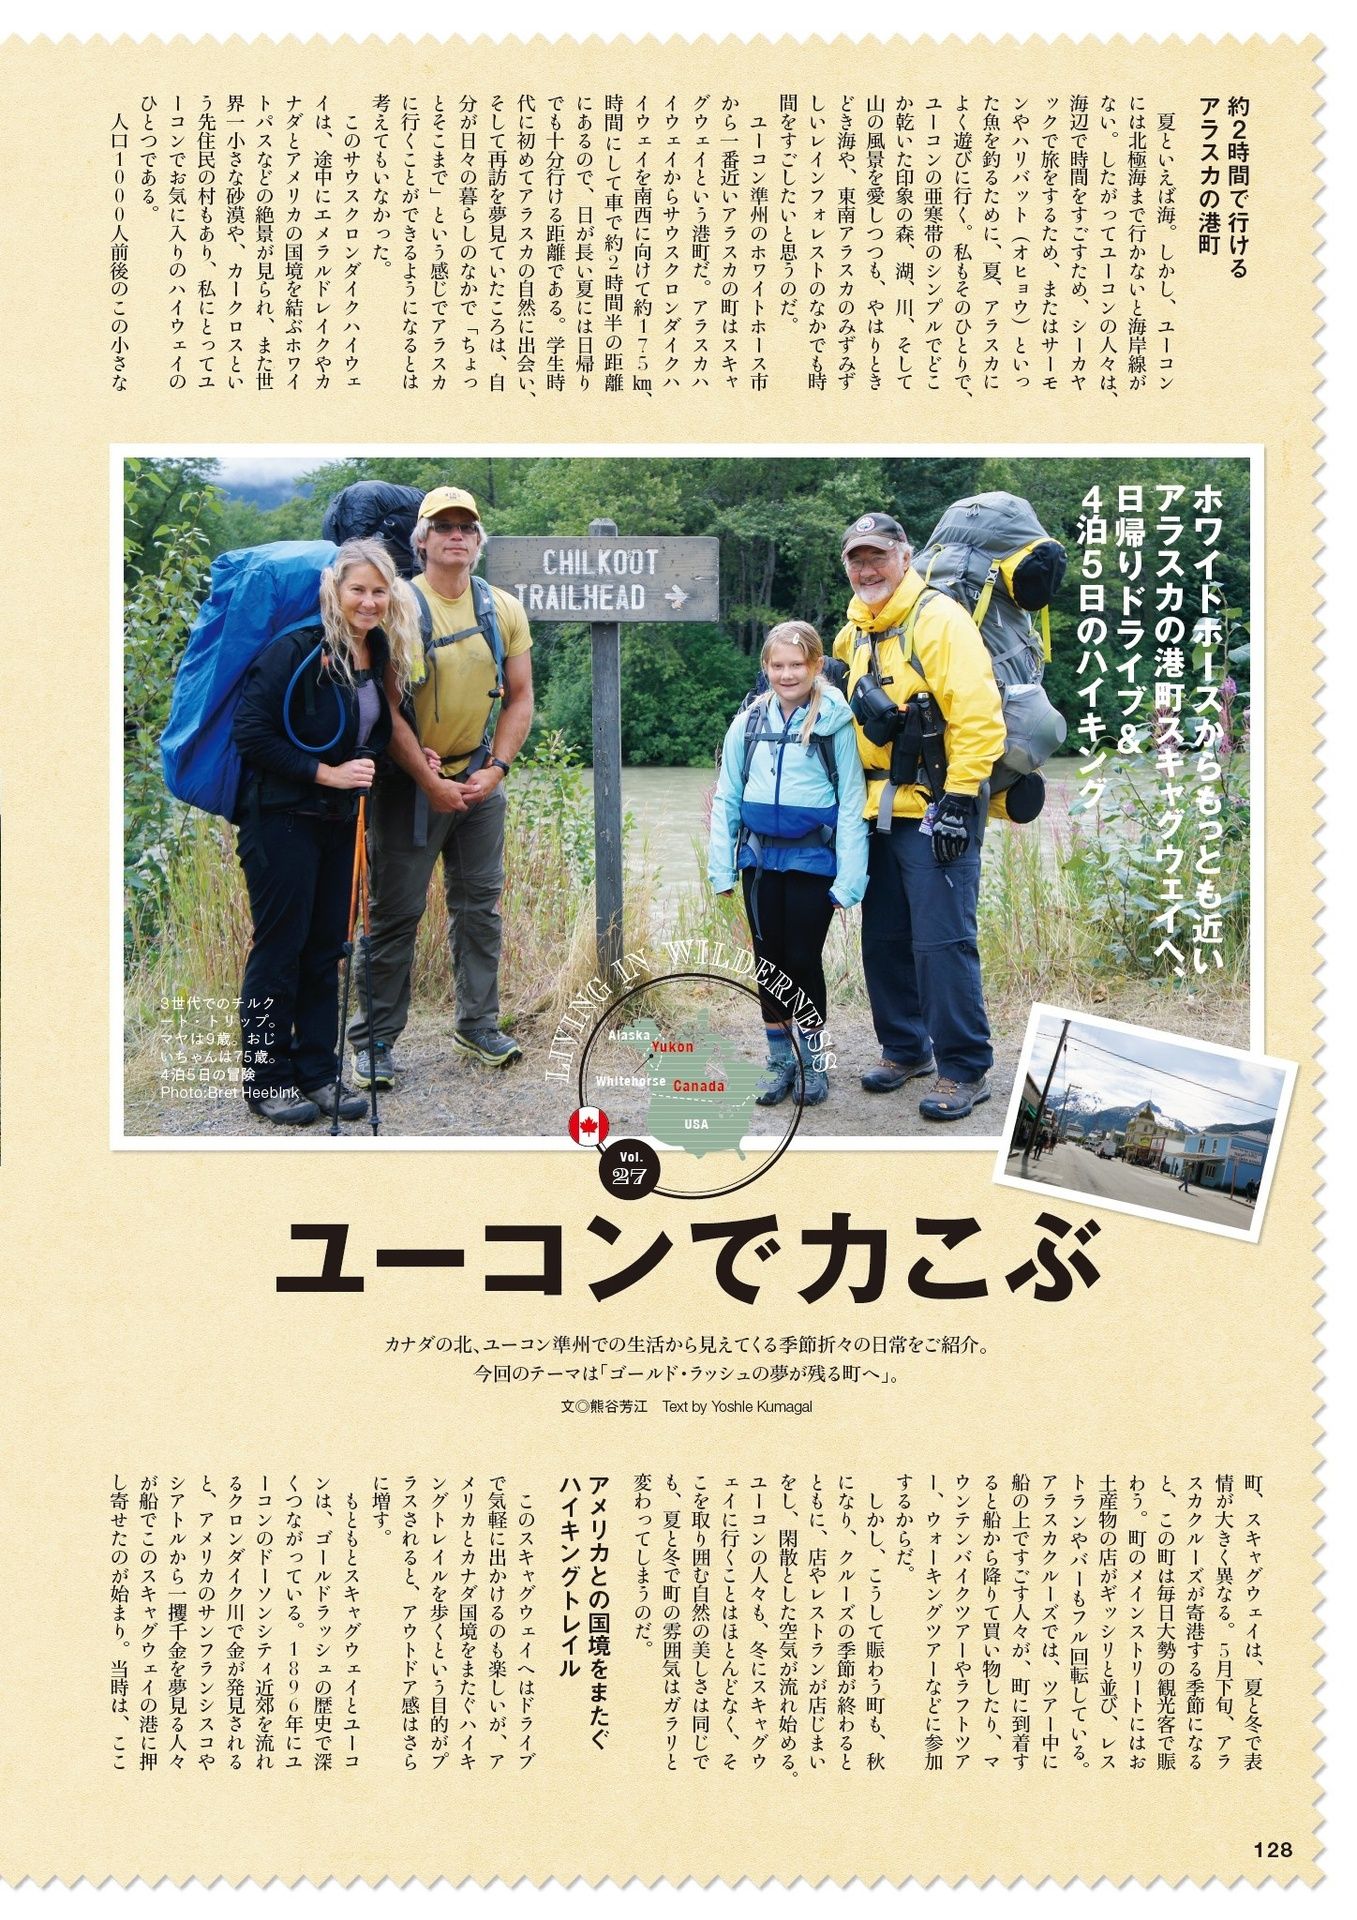 約2時間で行ける
アラスカの港町
夏といえば海。しかし、ユーコン
には北極海まで行かないと海岸線が
ない。したがってユーコンの人々は、
海辺で時間をすごすため、シーカヤ
ックで旅をするため、またはサーモ
ンやハリバット（オヒョウ）といっ
た魚を釣るために、夏、アラスカに
よく遊びに行く。私もそのひとりで、
ユーコンの亜寒帯のシンプルでどこ
か乾いた印象の森、湖、川、そして
山の風景を愛しつつも、やはりとき
どき海や、東南アラスカのみずみず
しいレインフォレストのなかでも時
間をすごしたいと思うのだ。
ユーコン準州のホワイトホース市
から一番近いアラスカの町はスキャ
グウェイという港町だ。アラスカハ
イウェイからサウスクロンダイクハ
イウェイを南西に向けて約175㎞、
時間にして車で約2時間半の距離
にあるので、日が長い夏には日帰り
でも十分行ける距離である。学生時
代に初めてアラスカの自然に出会い、
そして再訪を夢見ていたころは、自
分が日々の暮らしのなかで「ちょっ
とそこまで」という感じでアラスカ
に行くことができるようになるとは
考えてもいなかった。
このサウスクロンダイクハイウェ
イは、途中にエメラルドレイクやカ
ナダとアメリカの国境を結ぶホワイ
トパスなどの絶景が見られ、また世
界一小さな砂漠や、カークロスとい
う先住民の村もあり、私にとってユ
ーコンでお気に入りのハイウェイの
ひとつである。
人口1000人前後のこの小さな
ホワイトホースからもっとも近い
アラスカの港町スキャグウェイへ、
日帰りドライブ＆
4泊5日のハイキング
CHILKOOT
TRAILHEAD →
3世代でのチルク
ート・トリップ。
マヤは9歳。おじ
いちゃんは75歳。
4泊5日の冒険
Photo:Bret Heebink
LIVING IN WILDERNESS
Alaska
Yukon
Whitehorse
Canada
USA
Vol.
27
ユーコンで力こぶ
カナダの北、ユーコン準州での生活から見えてくる季節折々の日常をご紹介。
今回のテーマは「ゴールド・ラッシュの夢が残る町へ」。
文◎熊谷芳江　Text by Yoshie Kumagai
町、スキャグウェイは、夏と冬で表
情が大きく異なる。5月下旬、アラ
スカクルーズが寄港する季節になる
と、この町は毎日大勢の観光客で賑
わう。町のメインストリートにはお
土産物の店がギッシリと並び、レス
トランやバーもフル回転している。
アラスカクルーズでは、ツアー中に
船の上ですごす人々が、町に到着す
ると船から降りて買い物したり、マ
ウンテンバイクツアーやラフトツア
ー、ウォーキングツアーなどに参加
するからだ。
しかし、こうして賑わう町も、秋
になり、クルーズの季節が終わると
ともに、店やレストランが店じまい
をし、閑散とした空気が流れ始める。
ユーコンの人々も、冬にスキャグウ
ェイに行くことはほとんどなく、そ
こを取り囲む自然の美しさは同じで
も、夏と冬で町の雰囲気はガラリと
変わってしまうのだ。
アメリカとの国境をまたぐ
ハイキングトレイル
このスキャグウェイへはドライブ
で気軽に出かけるのも楽しいが、ア
メリカとカナダ国境をまたぐハイキ
ングトレイルを歩くという目的がプ
ラスされると、アウトドア感はさら
に増す。
もともとスキャグウェイとユーコ
ンは、ゴールドラッシュの歴史で深
くつながっている。1896年にユ
ーコンのドーソンシティ近郊を流れ
るクロンダイク川で金が発見される
と、アメリカのサンフランシスコや
シアトルから一攫千金を夢見る人々
が船でこのスキャグウェイの港に押
し寄せたのが始まり。当時は、ここ
128